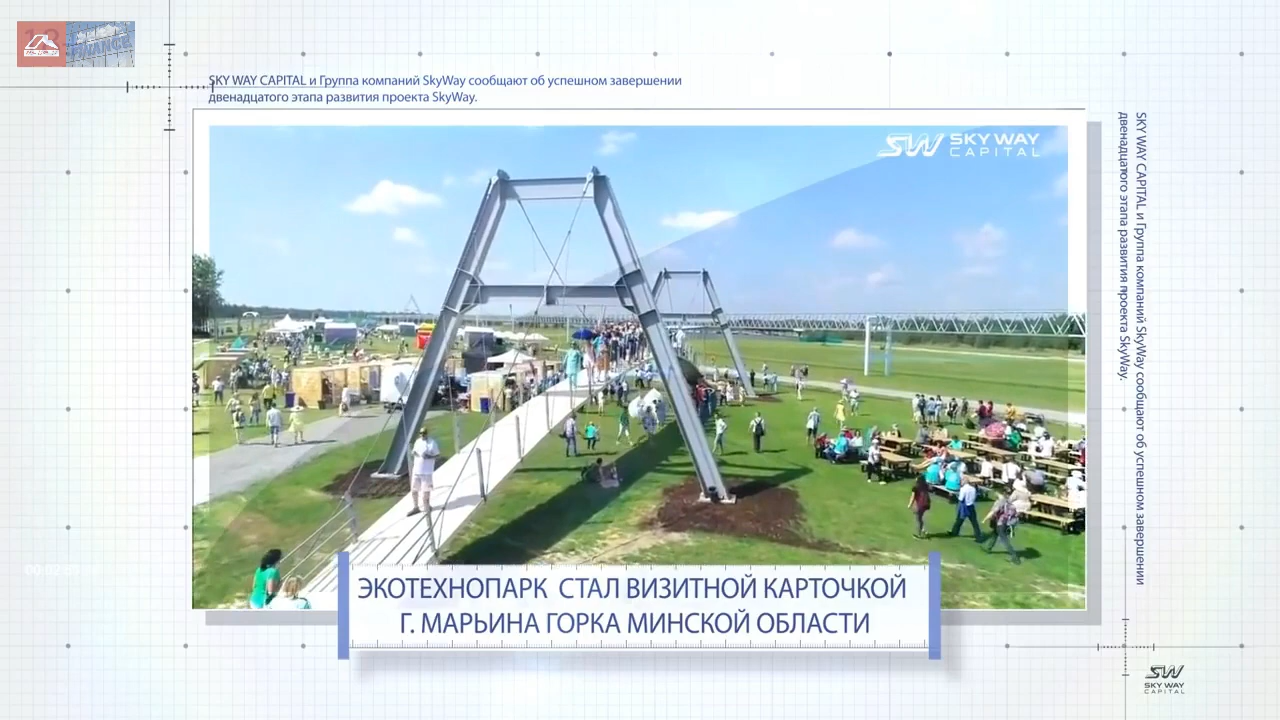 SKY WAY CAPITAL и Группа компаний SkyWay сообщают об успешном завершении
двенадцатого этапа развития проекта SkyWay.
SW SKY WAY
CAPITAL
SKY WAY CAPITAL и Группа компаний SkyWay сообщают об успешном завершении
двенадцатого этапа развития проекта SkyWay.
ЭКОТЕХНОПАРК СТАЛ ВИЗИТНОЙ КАРТОЧКОЙ
Г. МАРЬИНА ГОРКА МИНСКОЙ ОБЛАСТИ
SW
SKY WAY
CAPITAL